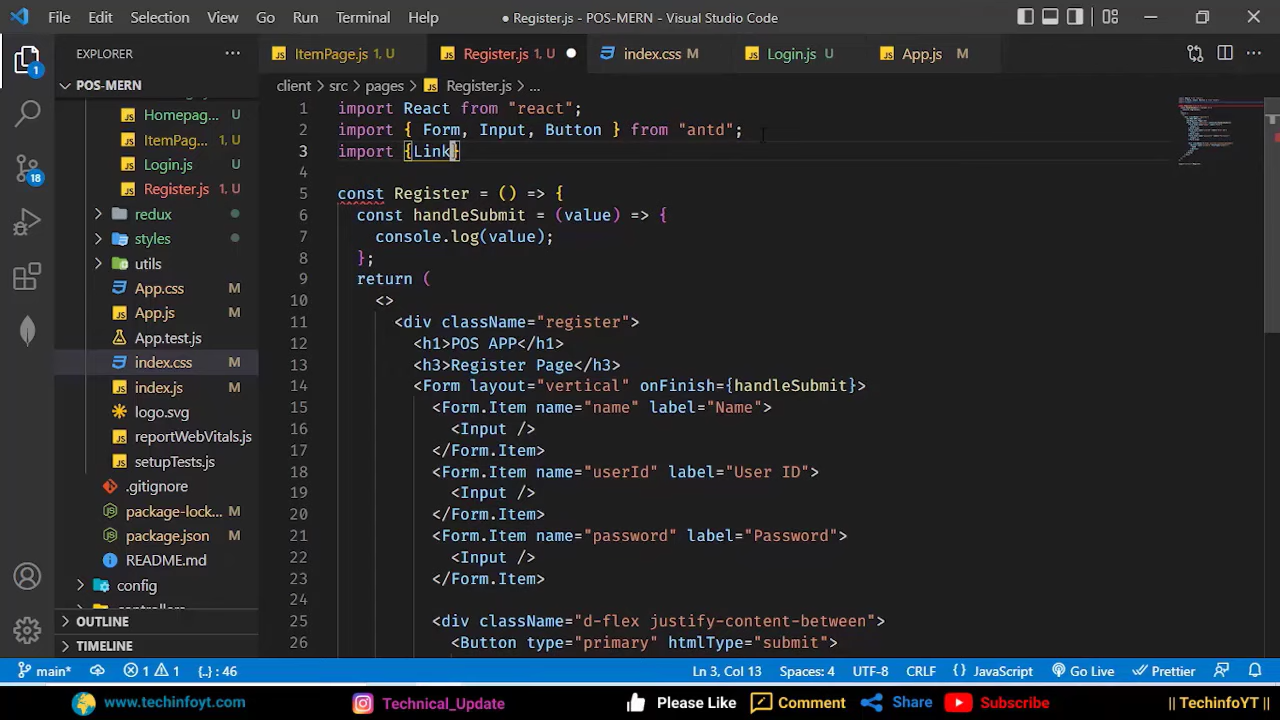 File Edit Selection View Go Run Terminal Help
● Register.js - POS-MERN - Visual Studio Code
EXPLORER
ItemPage.js 1, U
Register.js 1, U
index.css M
Login.js U
App.js M
POS-MERN
client > src > pages > Register.js > ...
Homepag...
ItemPag... 1, U
Login.js U
Register.js 1, U
redux
styles
utils
App.css M
App.js M
App.test.js
index.css M
index.js M
logo.svg
reportWebVitals.js
setupTests.js
.gitignore
package-lock... M
package.json M
README.md
config
OUTLINE
TIMELINE
1
18
1 import React from "react";
2 import { Form, Input, Button } from "antd";
3 import {Link}
4
5 const Register = () => {
6 const handleSubmit = (value) => {
7 console.log(value);
8 };
9 return (
10 <>
11 <div className="register">
12 <h1>POS APP</h1>
13 <h3>Register Page</h3>
14 <Form layout="vertical" onFinish={handleSubmit}>
15 <Form.Item name="name" label="Name">
16 <Input />
17 </Form.Item>
18 <Form.Item name="userId" label="User ID">
19 <Input />
20 </Form.Item>
21 <Form.Item name="password" label="Password">
22 <Input />
23 </Form.Item>
24
25 <div className="d-flex justify-content-between">
26 <Button type="primary" htmlType="submit">
main* 1 1 {..} : 46 Ln 3, Col 13 Spaces: 4 UTF-8 CRLF {} JavaScript Go Live Prettier
www.techinfoyt.com Technical_Update Please Like Comment Share Subscribe || TechinfoYT ||